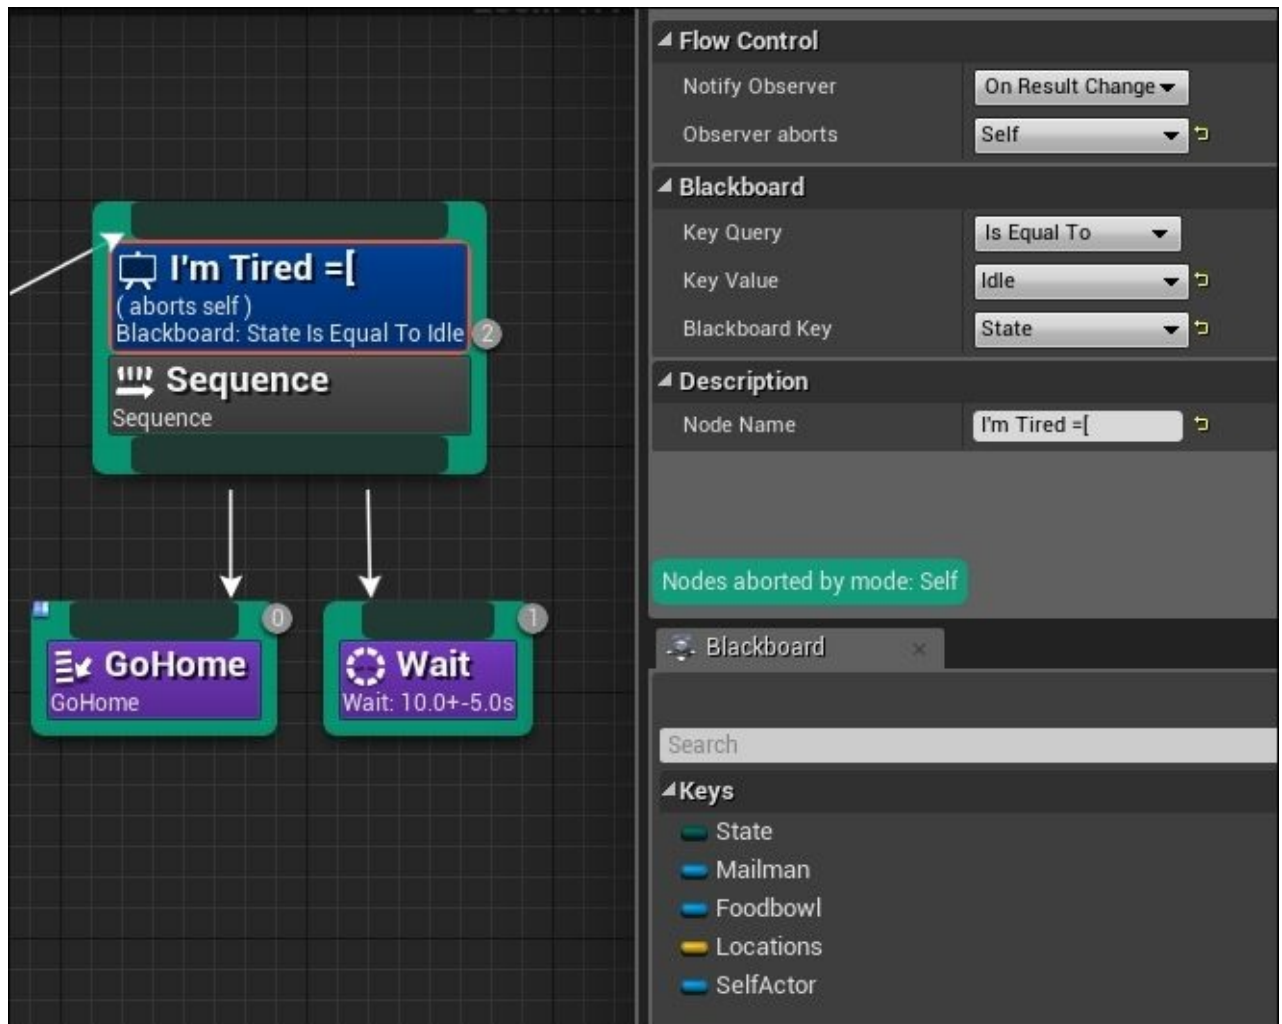 I'm Tired =[
( aborts self )
Blackboard: State Is Equal To Idle
2
Sequence
Sequence
0
GoHome
GoHome
1
Wait
Wait: 10.0+-5.0s
Flow Control
Notify Observer
On Result Change
Observer aborts
Self
Blackboard
Key Query
Is Equal To
Key Value
Idle
Blackboard Key
State
Description
Node Name
I'm Tired =[
Nodes aborted by mode: Self
Blackboard
Search
Keys
State
Mailman
Foodbowl
Locations
SelfActor